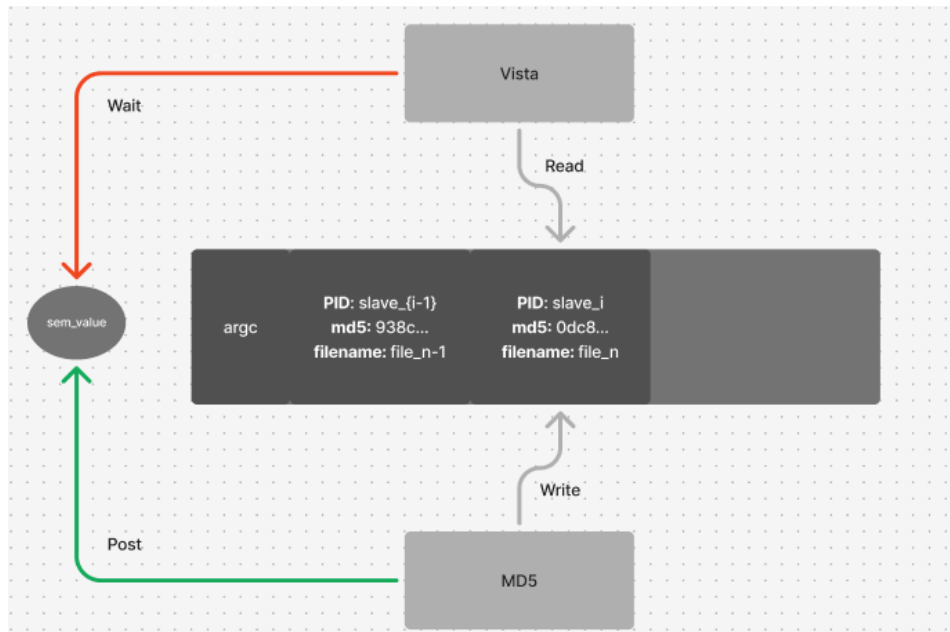 Vista
Wait
Read
PID: slave_{i-1}
md5: 938c...
filename: file_n-1
PID: slave_i
md5: 0dc8...
filename: file_n
argc
sem_value
Write
Post
MD5